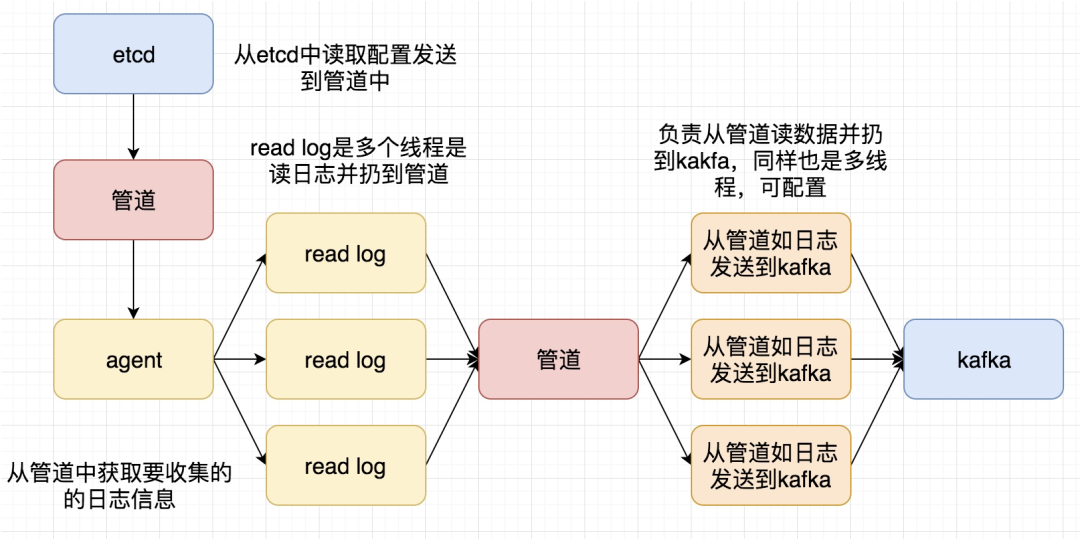 etcd
从etcd中读取配置发送
到管道中
管道
read log是多个线程是
读日志并扔到管道
负责从管道读数据并扔
到kakfa，同样也是多线
程，可配置
read log
从管道如日志
发送到kafka
agent
read log
管道
从管道如日志
发送到kafka
kafka
read log
从管道如日志
发送到kafka
从管道中获取要收集的
的日志信息